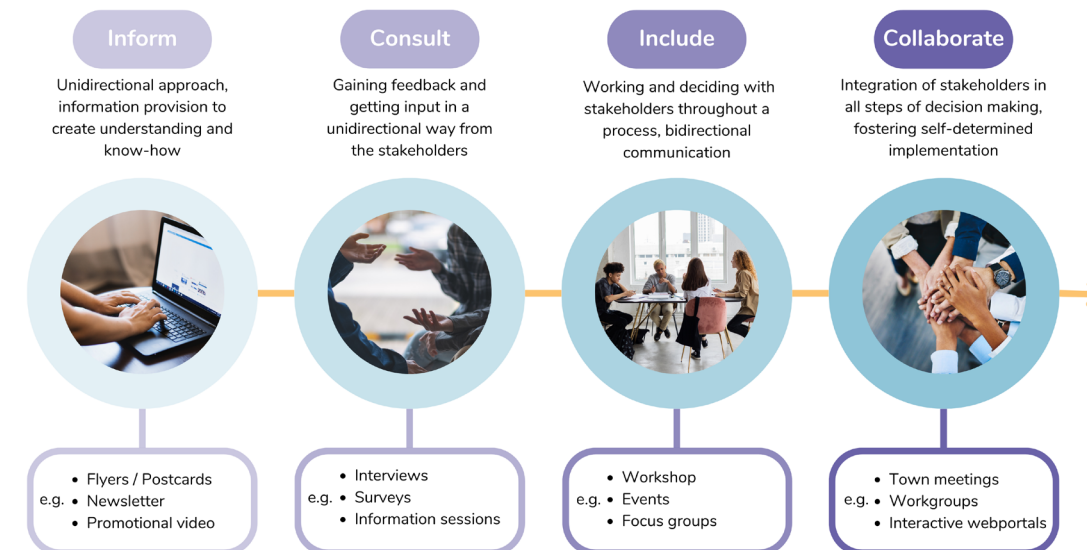 Inform
Unidirectional approach,
information provision to
create understanding and
know-how
e.g.
• Flyers / Postcards
• Newsletter
• Promotional video
Consult
Gaining feedback and
getting input in a
unidirectional way from
the stakeholders
e.g.
• Interviews
• Surveys
• Information sessions
Include
Working and deciding with
stakeholders throughout a
process, bidirectional
communication
e.g.
• Workshop
• Events
• Focus groups
Collaborate
Integration of stakeholders in
all steps of decision making,
fostering self-determined
implementation
e.g.
• Town meetings
• Workgroups
• Interactive webportals